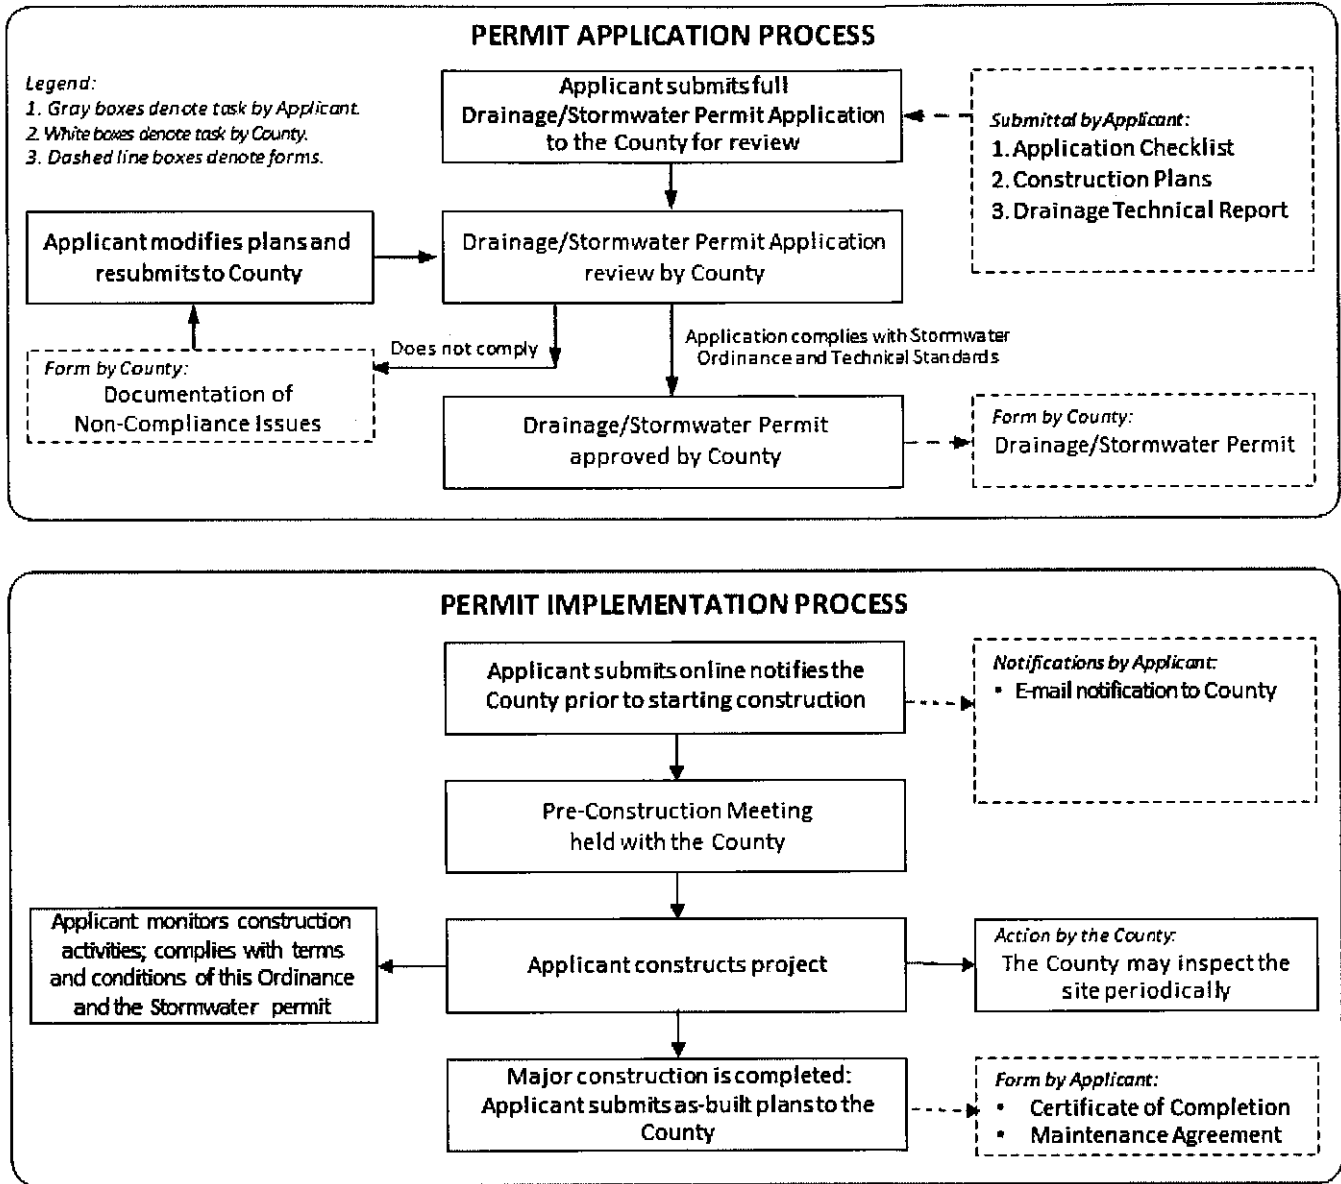 PERMIT APPLICATION PROCESS
Legend:
1. Gray boxes denote task by Applicant.
2. White boxes denote task by County.
3. Dashed line boxes denote forms.
Applicant submits full
Drainage/Stormwater Permit Application
to the County for review
Submittal by Applicant:
1. Application Checklist
2. Construction Plans
3. Drainage Technical Report
Applicant modifies plans and
resubmits to County
Drainage/Stormwater Permit Application
review by County
Does not comply
Application complies with Stormwater
Ordinance and Technical Standards
Form by County:
Documentation of
Non-Compliance Issues
Drainage/Stormwater Permit
approved by County
Form by County:
Drainage/Stormwater Permit
PERMIT IMPLEMENTATION PROCESS
Applicant submits online notifies the
County prior to starting construction
Notifications by Applicant:
• E-mail notification to County
Pre-Construction Meeting
held with the County
Applicant monitors construction
activities; complies with terms
and conditions of this Ordinance
and the Stormwater permit
Applicant constructs project
Action by the County:
The County may inspect the
site periodically
Major construction is completed:
Applicant submits as-built plans to the
County
Form by Applicant:
• Certificate of Completion
• Maintenance Agreement